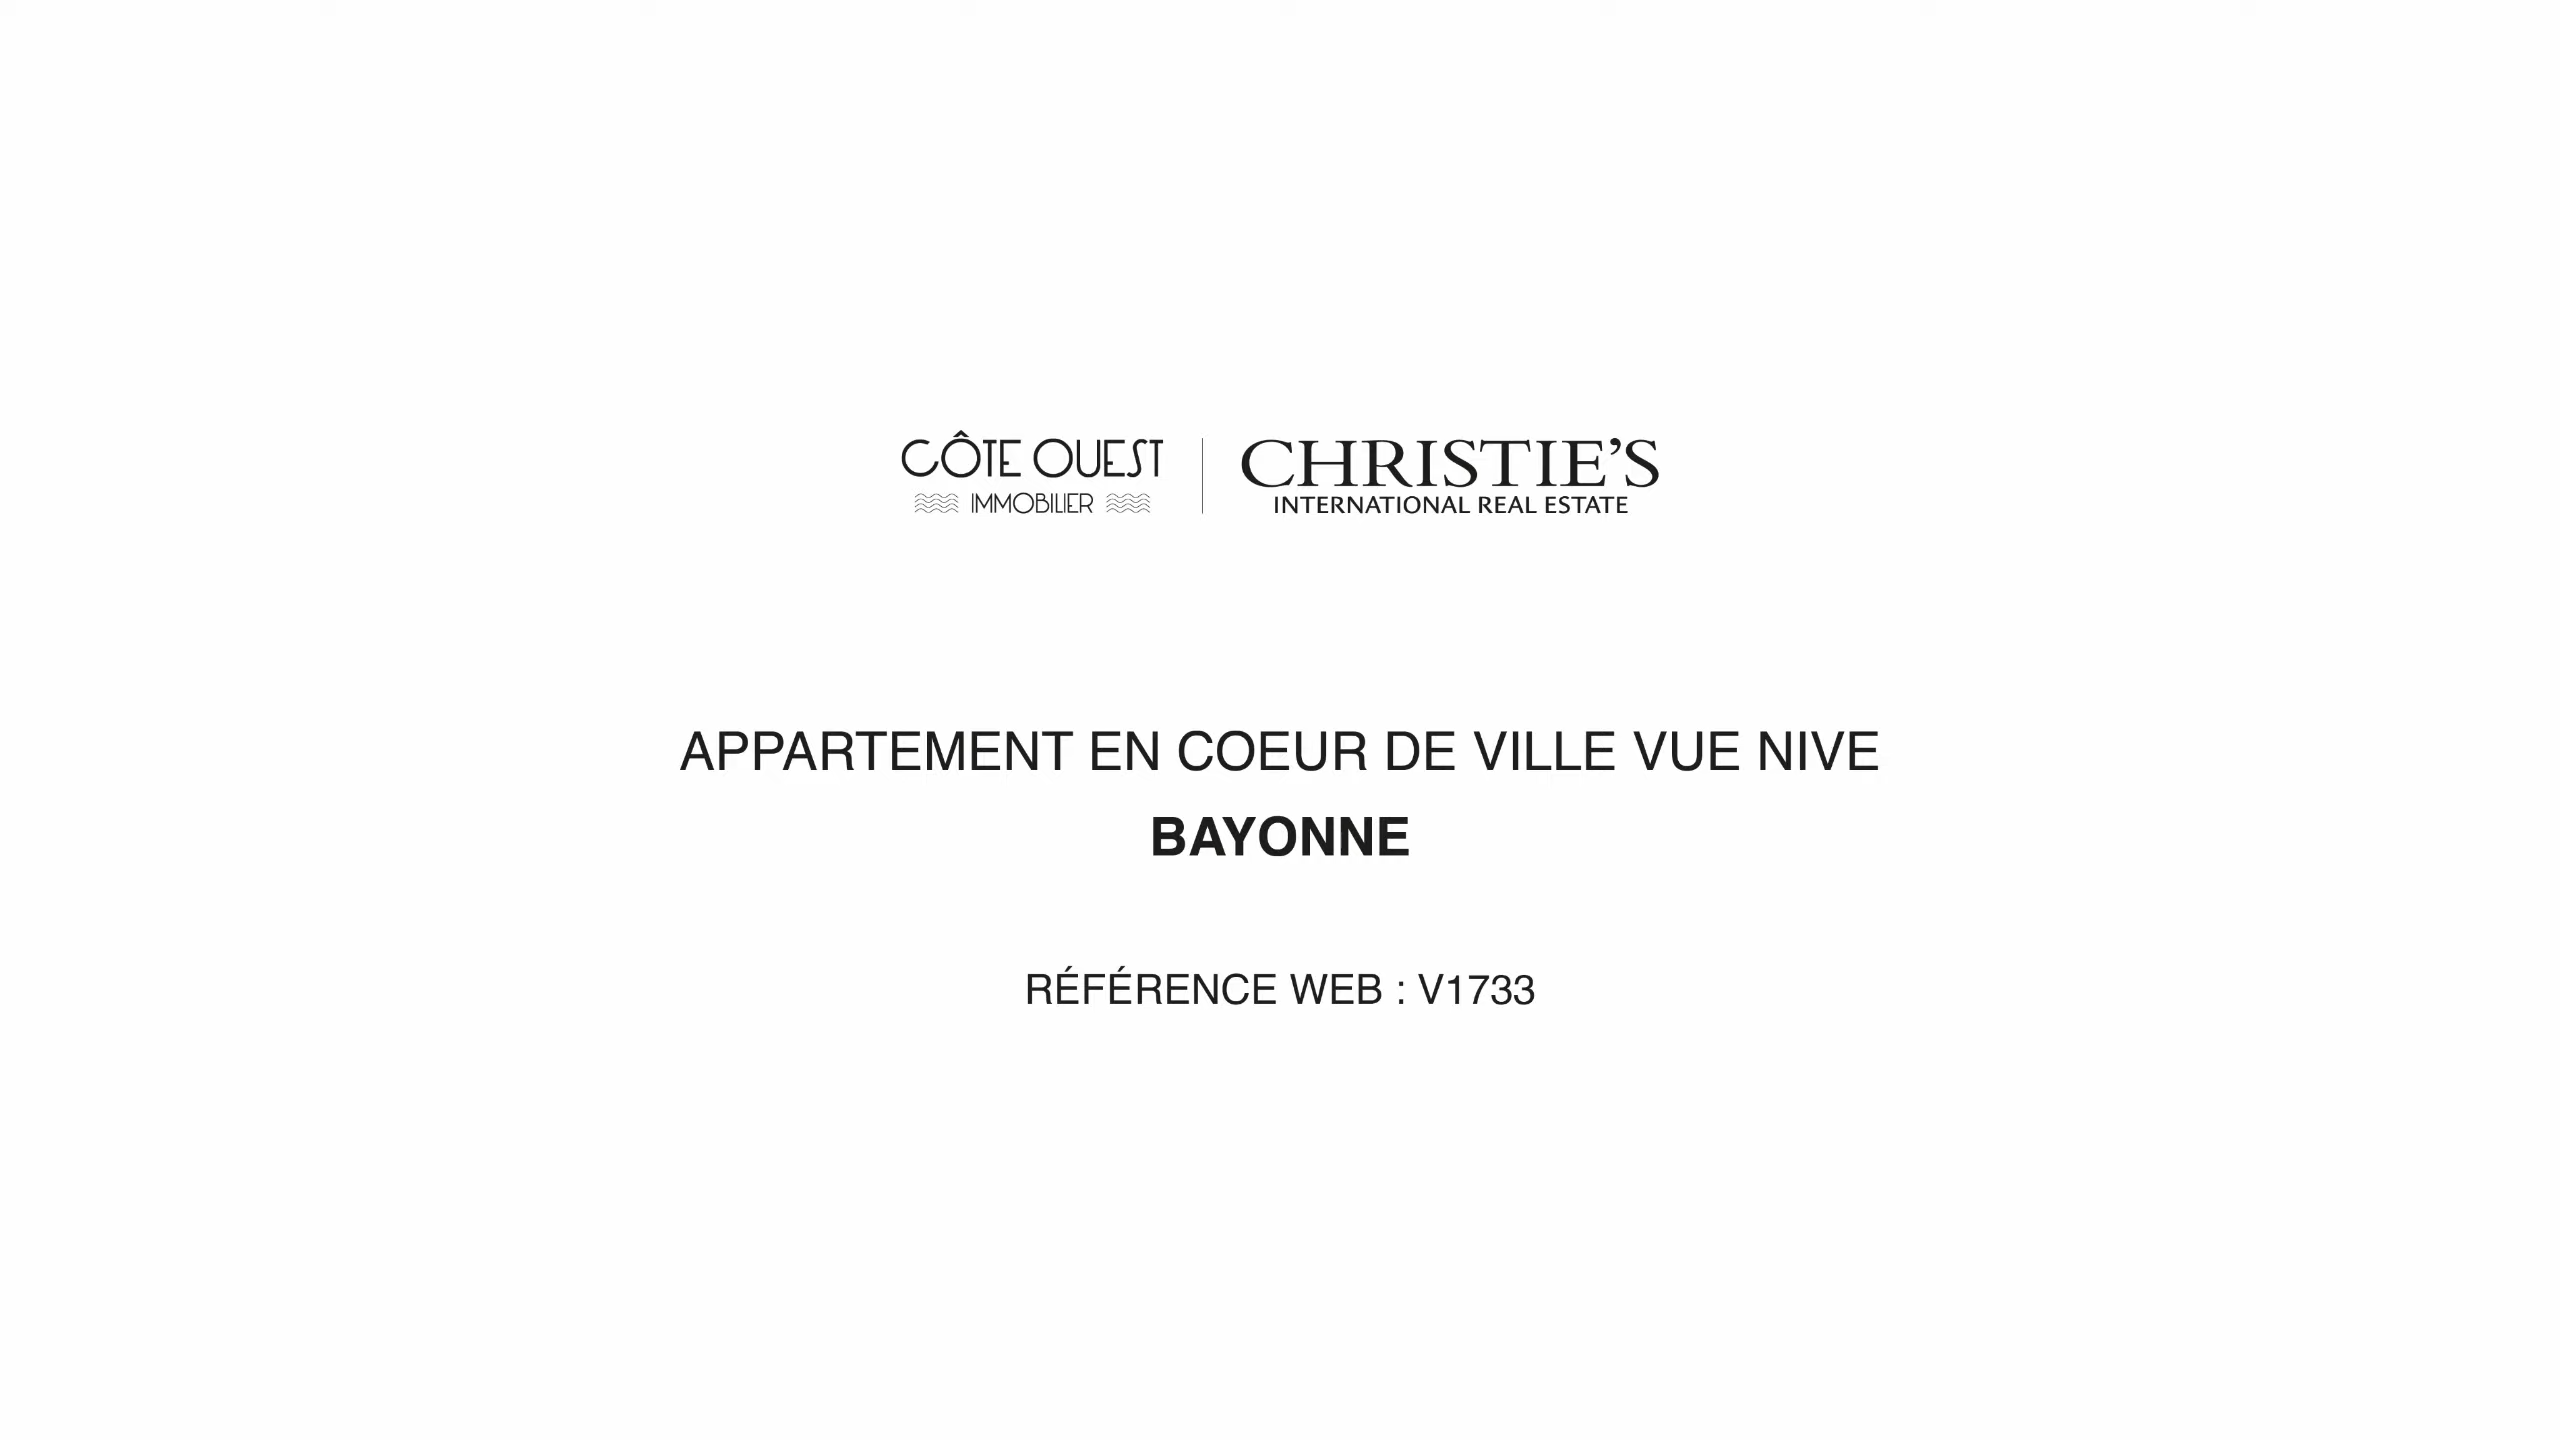 CÔTE OUEST
IMMOBILIER
CHRISTIE’S
INTERNATIONAL REAL ESTATE
APPARTEMENT EN COEUR DE VILLE VUE NIVE
BAYONNE
RÉFÉRENCE WEB : V1733